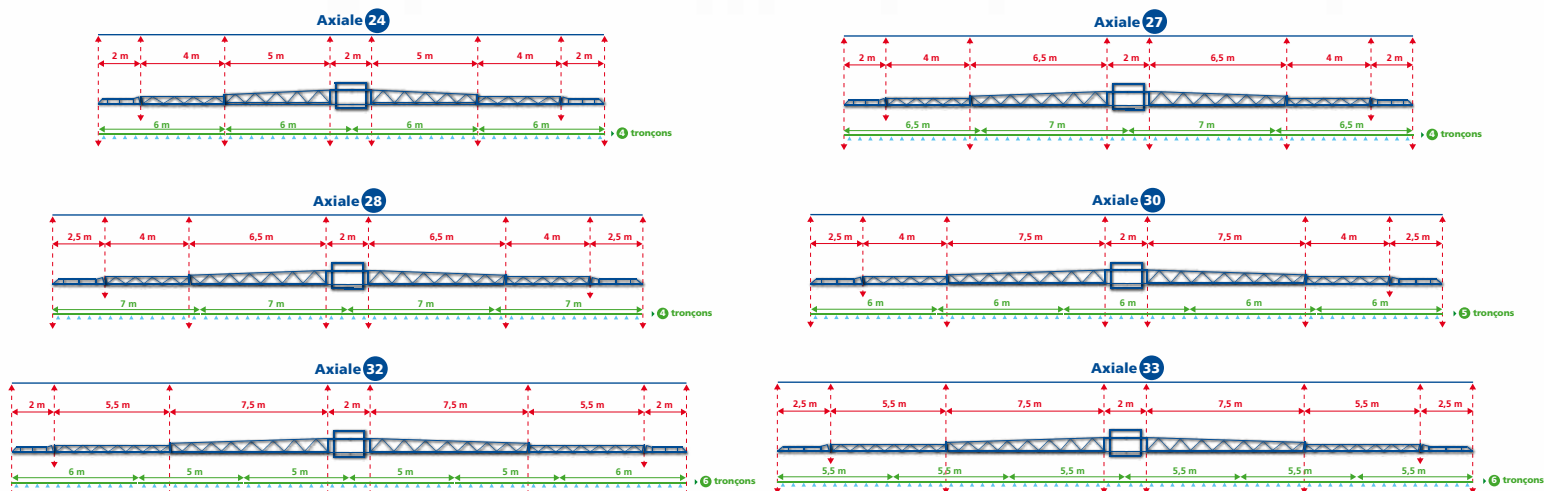 Axiale 24
2 m 4 m 5 m 2 m 5 m 4 m 2 m
6 m 6 m 6 m 6 m
4 tronçons
Axiale 27
2 m 4 m 6,5 m 2 m 6,5 m 4 m 2 m
6,5 m 7 m 7 m 6,5 m
4 tronçons
Axiale 28
2,5 m 4 m 6,5 m 2 m 6,5 m 4 m 2,5 m
7 m 7 m 7 m 7 m
4 tronçons
Axiale 30
2,5 m 4 m 7,5 m 2 m 7,5 m 4 m 2,5 m
6 m 6 m 6 m 6 m 6 m
5 tronçons
Axiale 32
2 m 5,5 m 7,5 m 2 m 7,5 m 5,5 m 2 m
6 m 5 m 5 m 5 m 5 m 6 m
6 tronçons
Axiale 33
2,5 m 5,5 m 7,5 m 2 m 7,5 m 5,5 m 2,5 m
5,5 m 5,5 m 5,5 m 5,5 m 5,5 m 5,5 m
6 tronçons